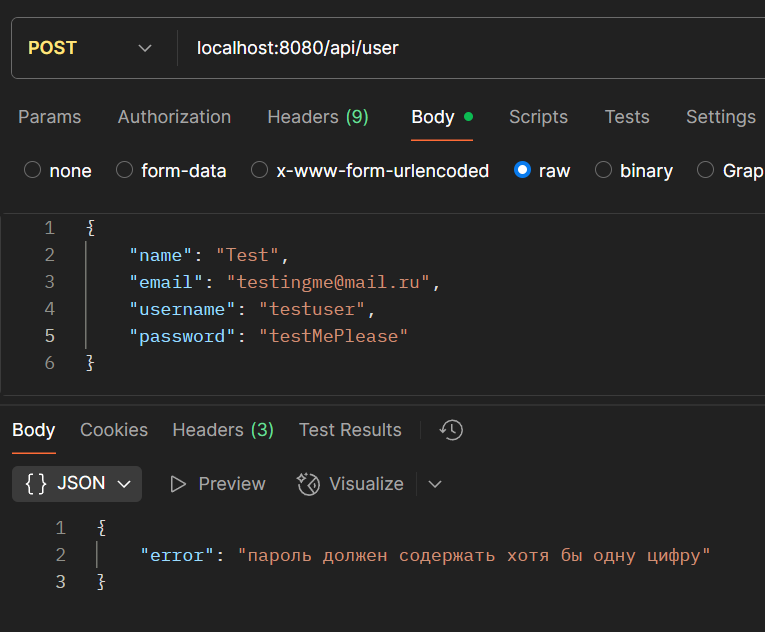 POST localhost:8080/api/user
Params Authorization Headers (9) Body Scripts Tests Settings
none form-data x-www-form-urlencoded raw binary Grap
1 {
2 "name": "Test",
3 "email": "testingme@mail.ru",
4 "username": "testuser",
5 "password": "testMePlease"
6 }
Body Cookies Headers (3) Test Results
{} JSON Preview Visualize
1 {
2 "error": "пароль должен содержать хотя бы одну цифру"
3 }